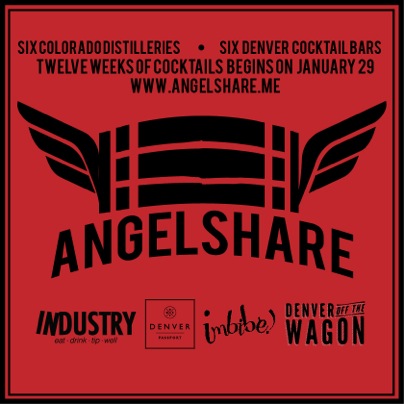 SIX COLORADO DISTILLERIES • SIX DENVER COCKTAIL BARS
TWELVE WEEKS OF COCKTAILS BEGINS ON JANUARY 29
WWW.ANGELSHARE.ME
ANGELSHARE
INDUSTRY
eat · drink · tip · well
DENVER
PASSPORT
imbibe)
DENVER OFF THE
WAGON